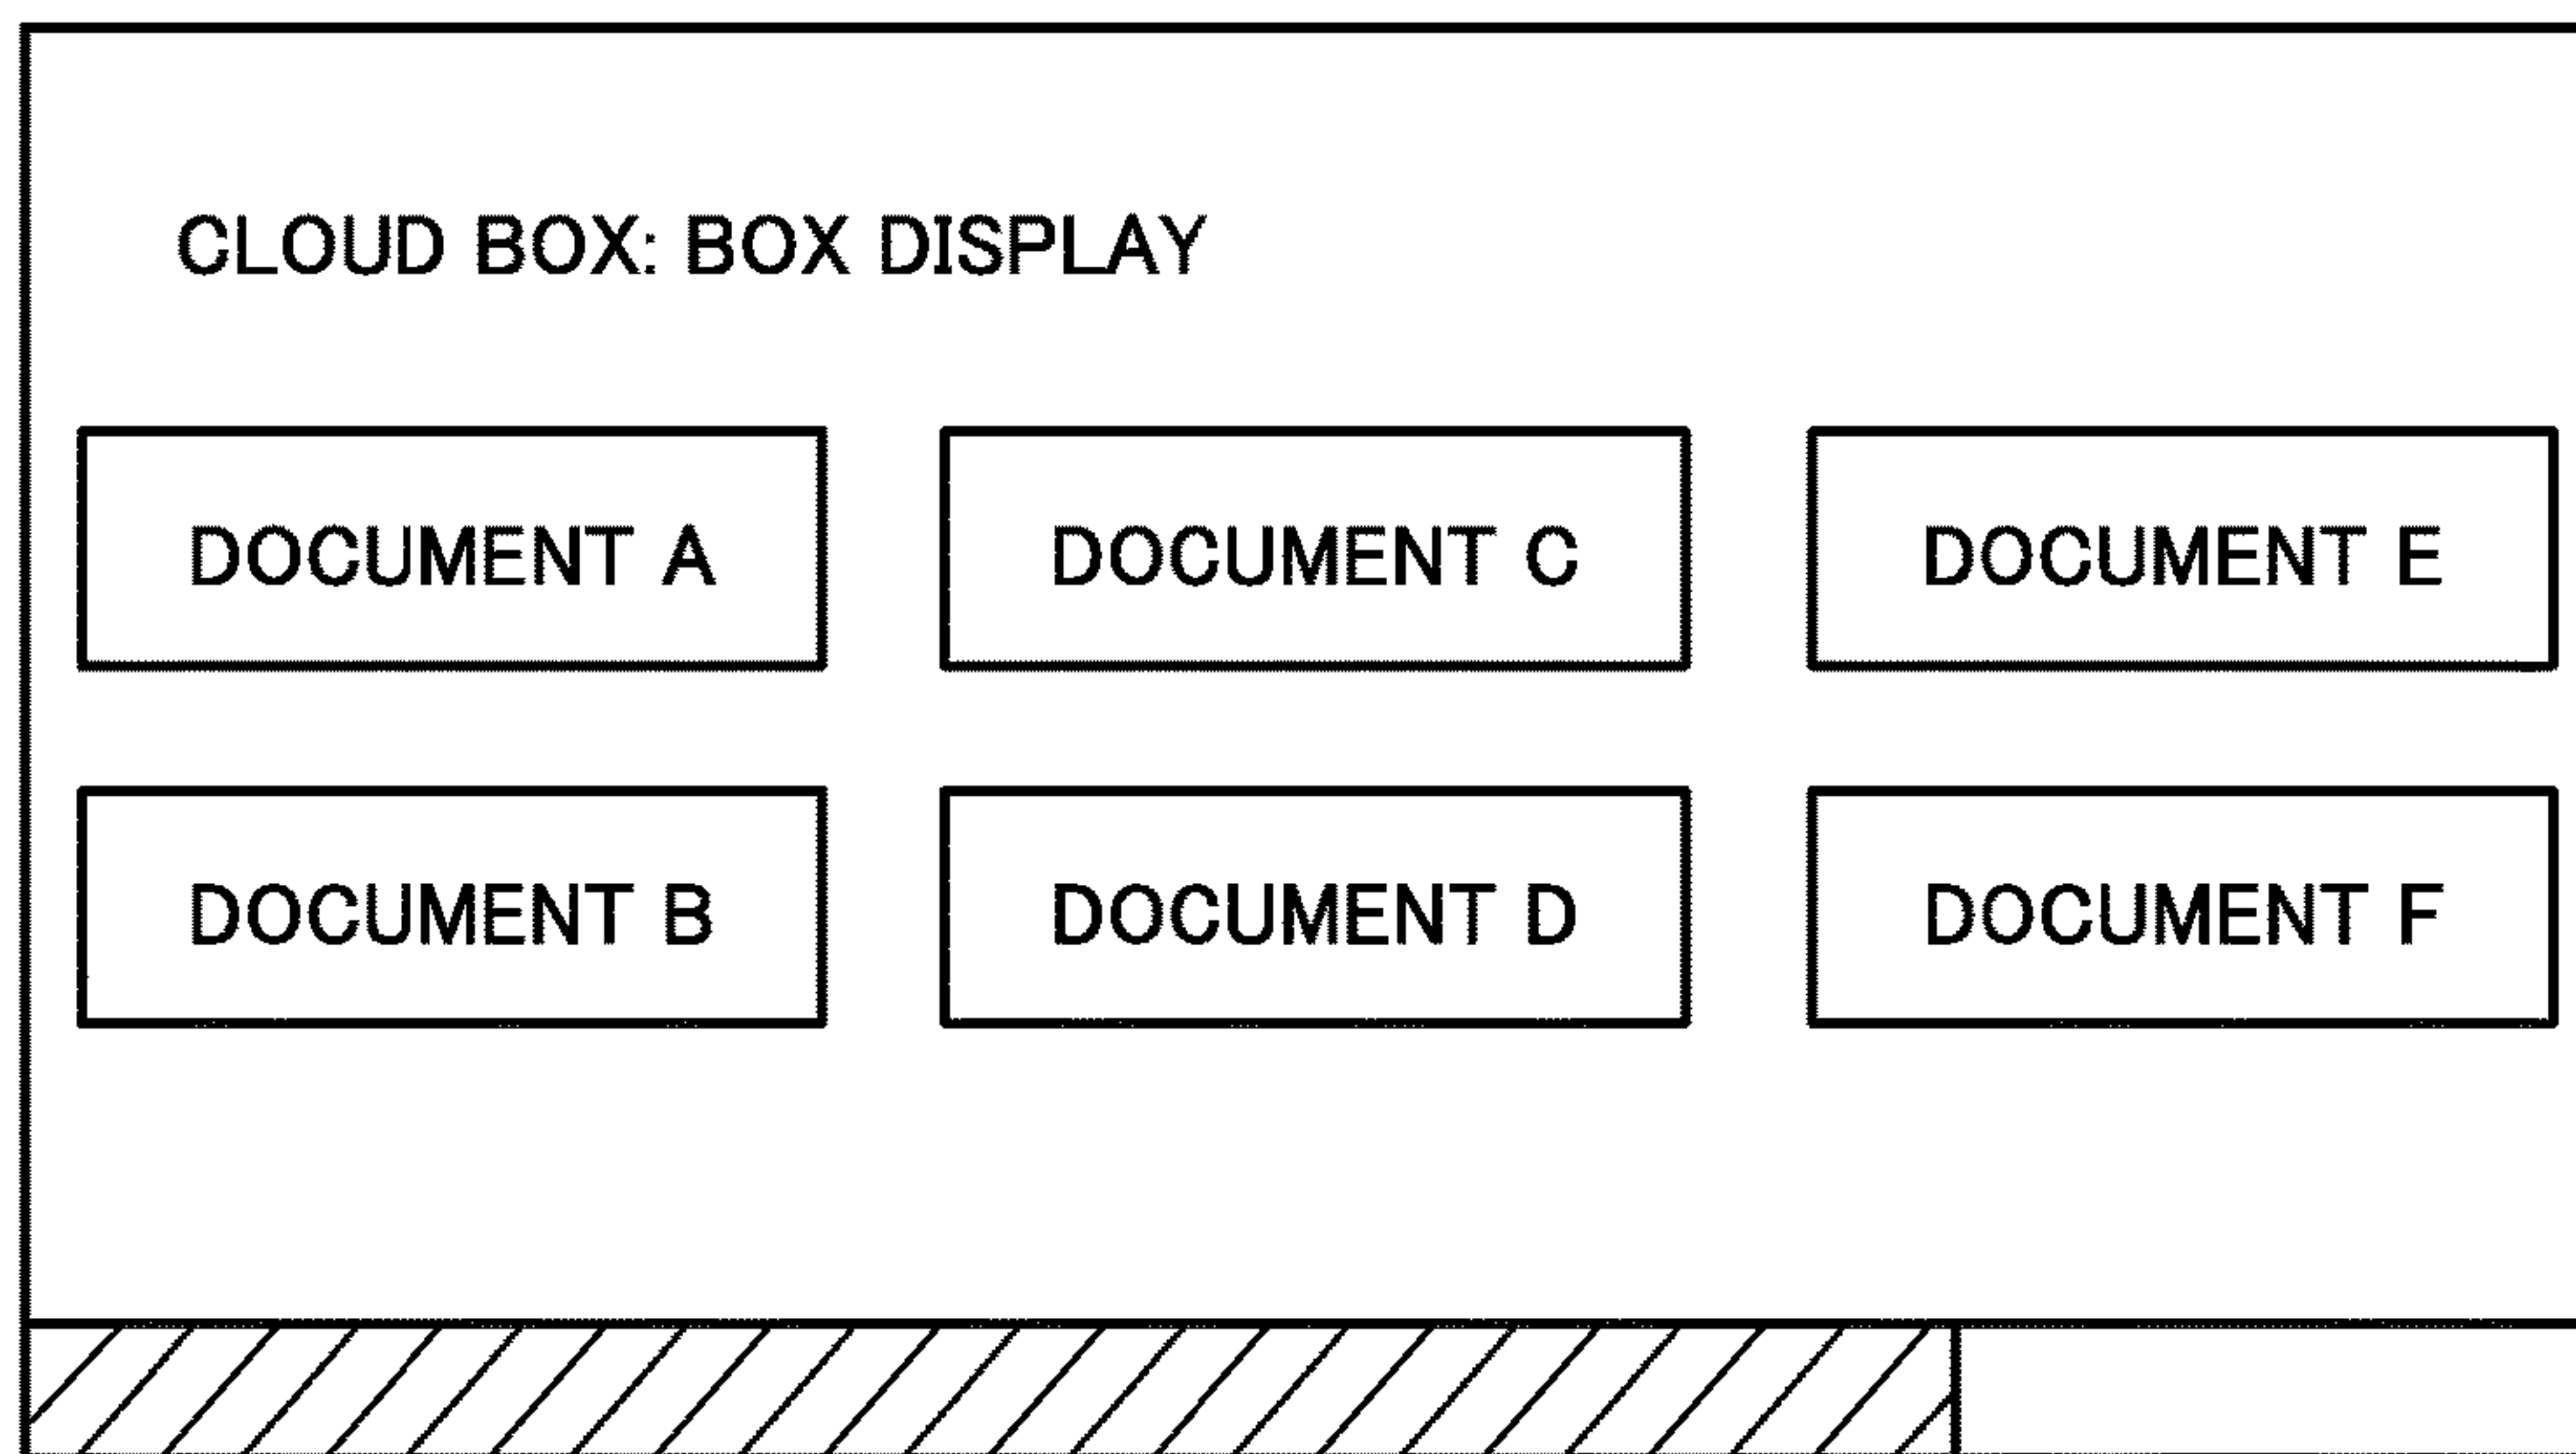 CLOUD BOX: BOX DISPLAY
DOCUMENT A
DOCUMENT C
DOCUMENT E
DOCUMENT B
DOCUMENT D
DOCUMENT F